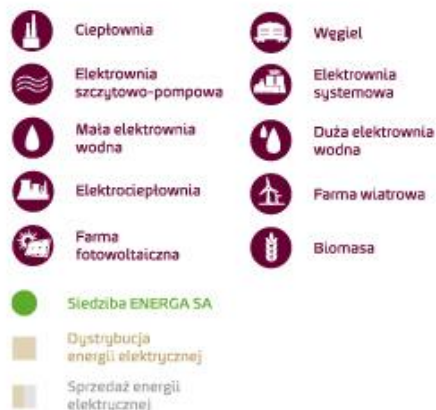 Ciepłownia
Węgiel
Elektrownia
szczytowo-pompowa
Elektrownia
systemowa
Mała elektrownia
wodna
Duża elektrownia
wodna
Elektrociepłownia
Farma wiatrowa
Farma
fotowoltaiczna
Biomasa
Siedziba ENERGA SA
Dystrybucja
energii elektrycznej
Sprzedaż energii
elektrycznej